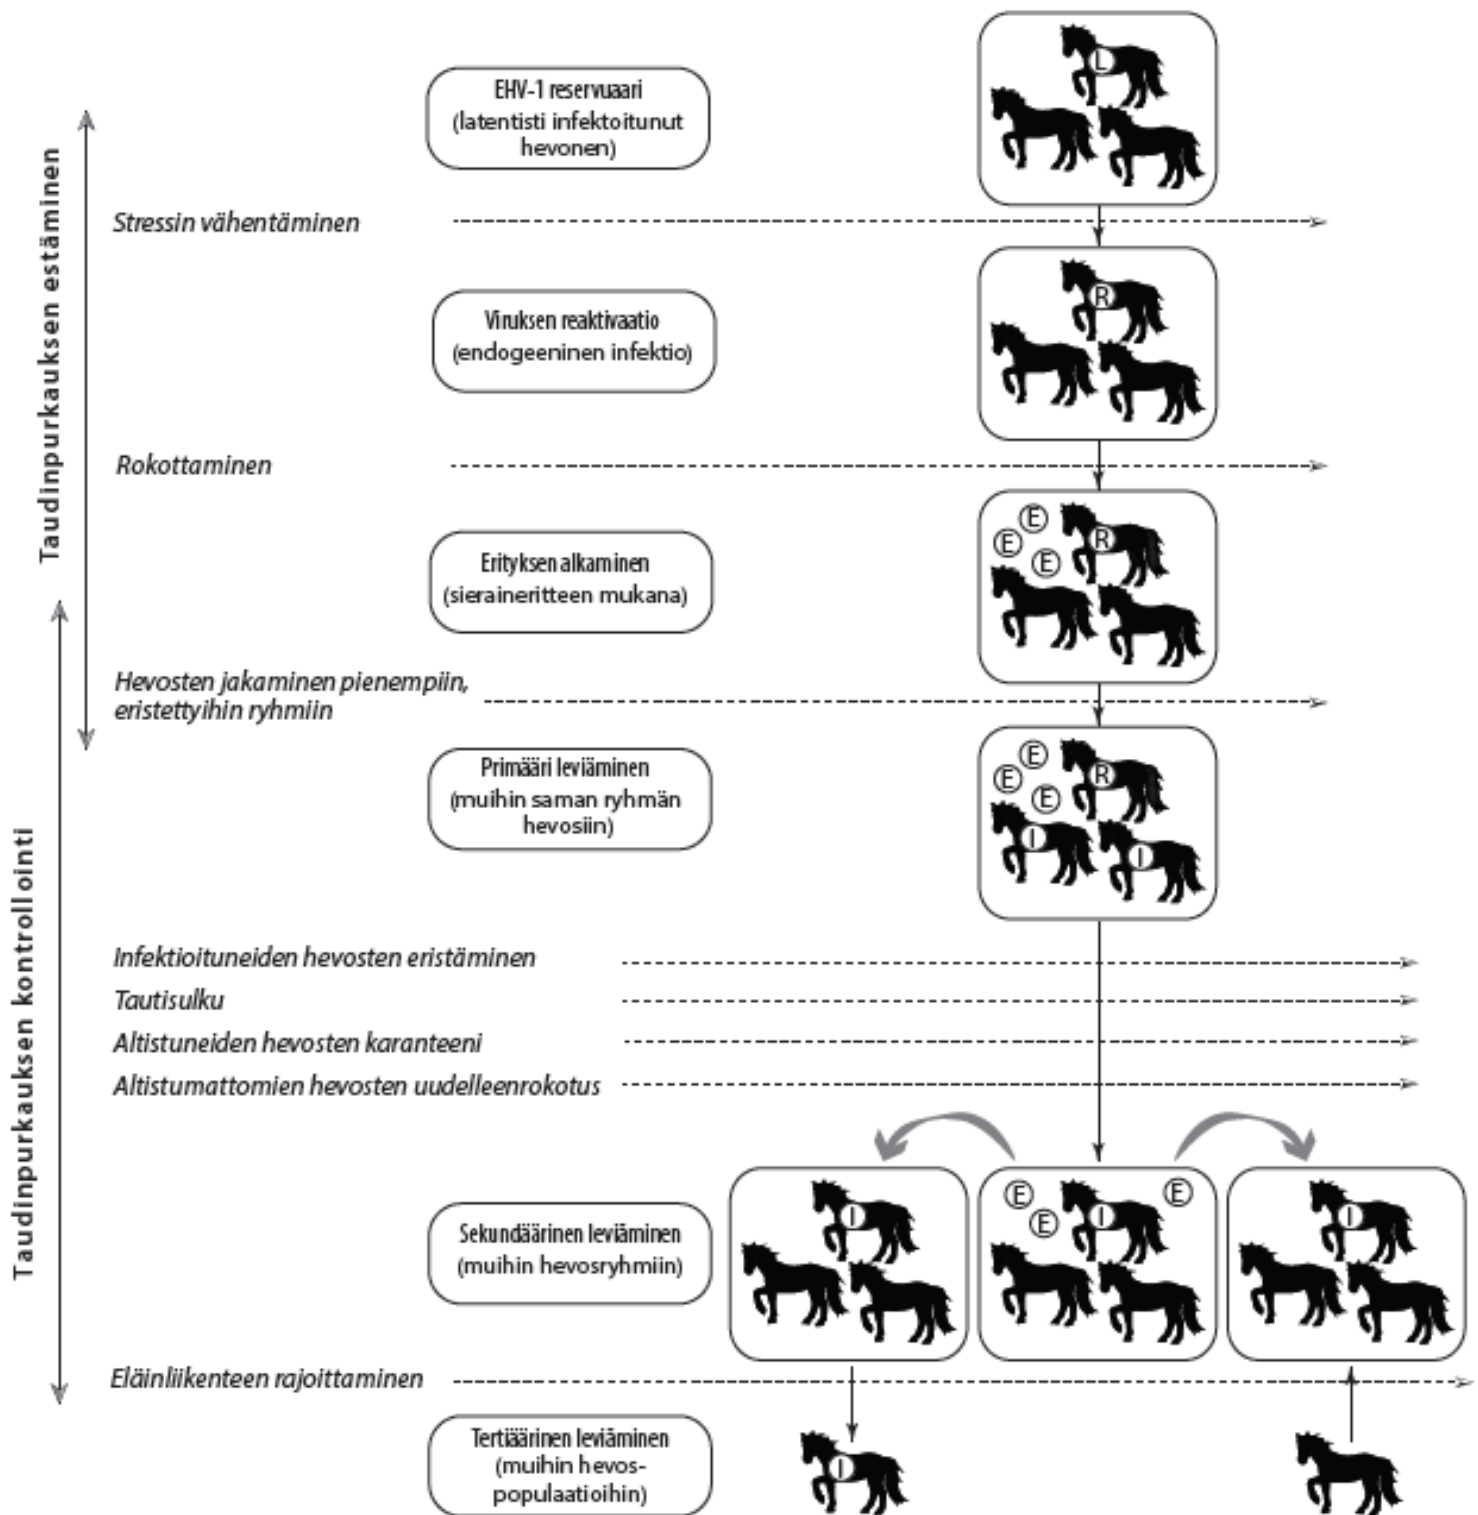 L
EHV-1 reservuaari
(latentisti infektoitunut
hevonen)
Stressin vähentäminen
R
Viruksen reaktivaatio
(endogeeninen infektio)
Taudinpurkauksen estäminen
Rokottaminen
E
E
E
R
Erityksen alkaminen
(sieraineritteen mukana)
Hevosten jakaminen pienempiin,
eristettyihin ryhmiin
E
E
E
R
I
I
Primääri leviäminen
(muihin saman ryhmän
hevosiin)
Taudinpurkauksen kontrollointi
Infektioituneiden hevosten eristäminen
Tautisulku
Altistuneiden hevosten karanteeni
Altistumattomien hevosten uudelleenrokotus
Sekundäärinen leviäminen
(muihin hevosryhmiin)
I
E
E
I
E
I
Eläinliikenteen rajoittaminen
Tertiäärinen leviäminen
(muihin hevos-
populaatioihin)
I